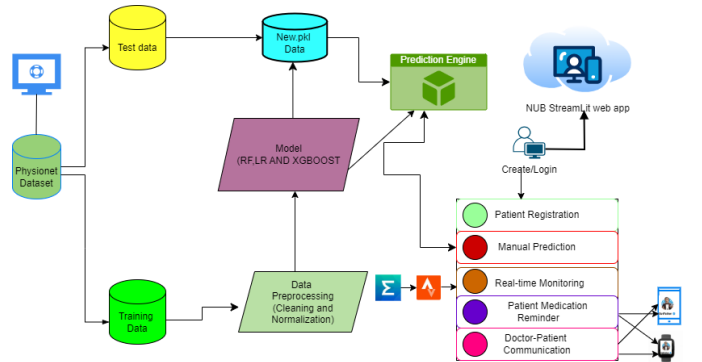 Test data
New.pkl
Data
Prediction Engine
NUB StreamLit web app
Physionet
Dataset
Model
(RF,LR AND XGBOOST
Create/Login
Patient Registration
Manual Prediction
Real-time Monitoring
Patient Medication
Reminder
Doctor-Patient
Communication
Data
Preprocessing
(Cleaning and
Normalization)
Training
Data